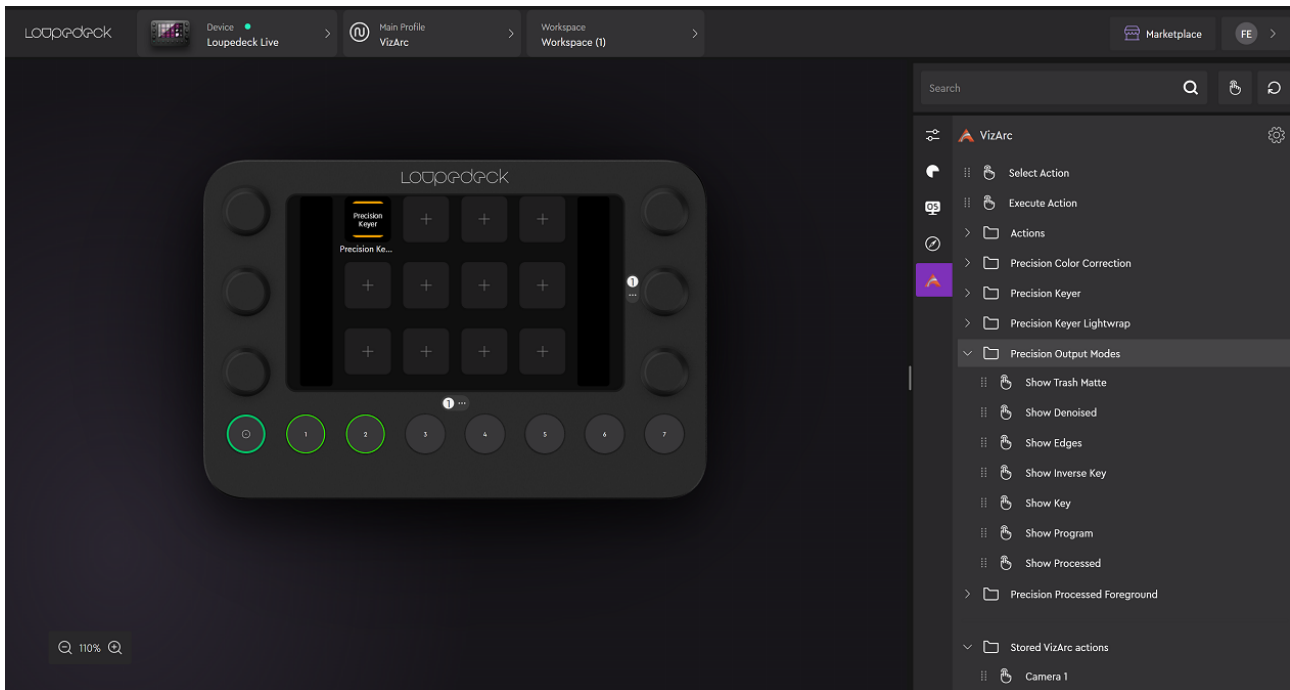 Loupedeck
Device
Loupedeck Live
Main Profile
VizArc
Workspace
Workspace (1)
Marketplace
FE
Search
VizArc
Select Action
Execute Action
OS
Actions
Precision Color Correction
Precision Keyer
Precision Keyer Lightwrap
Precision Output Modes
Show Trash Matte
Show Denoised
Show Edges
Show Inverse Key
Show Key
Show Program
Show Processed
Precision Processed Foreground
Stored VizArc actions
Camera 1
Loupedeck
Precision
Keyer
Precision Ke...
1
...
1 ...
1 2 3 4 5 6 7
110%